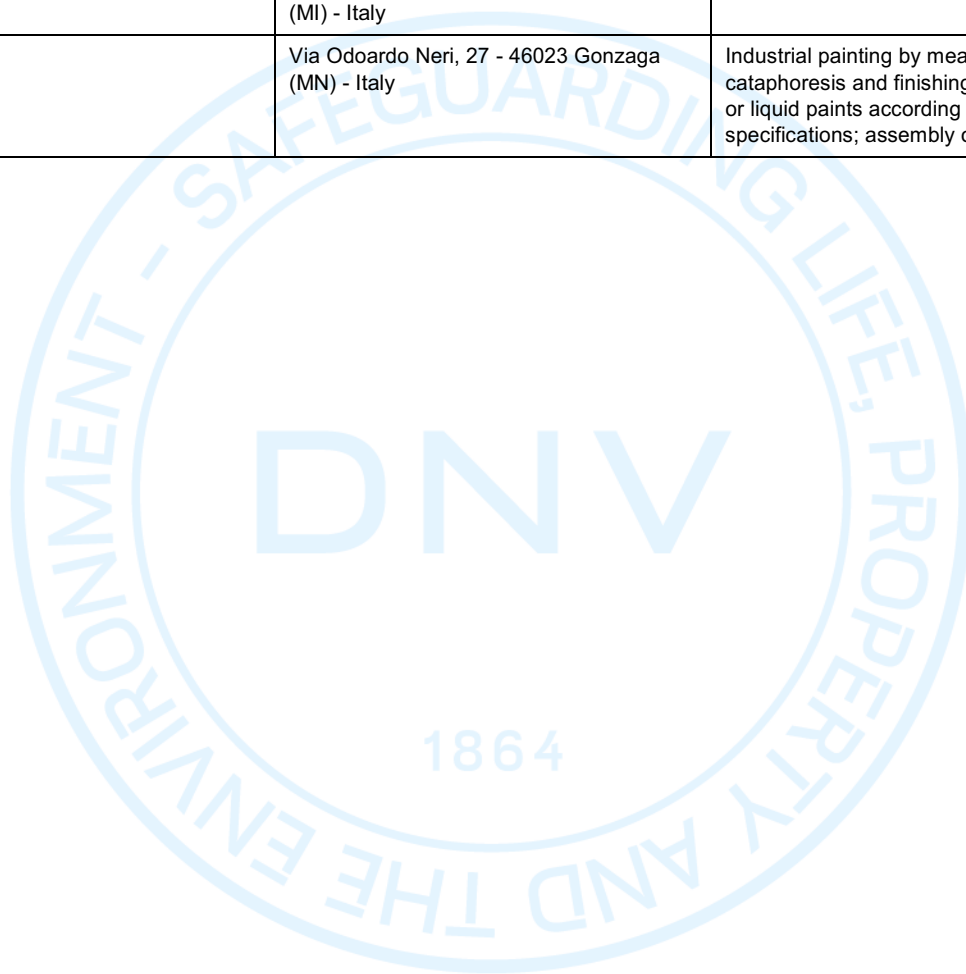 (MI) - Italy
Via Odoardo Neri, 27 - 46023 Gonzaga
(MN) - Italy
Industrial painting by
cataphoresis and
or liquid paints according
specifications; assembly
SAFEGUARDING LIFE, PROPERTY AND THE ENVIRONMENT -
DNV
1864